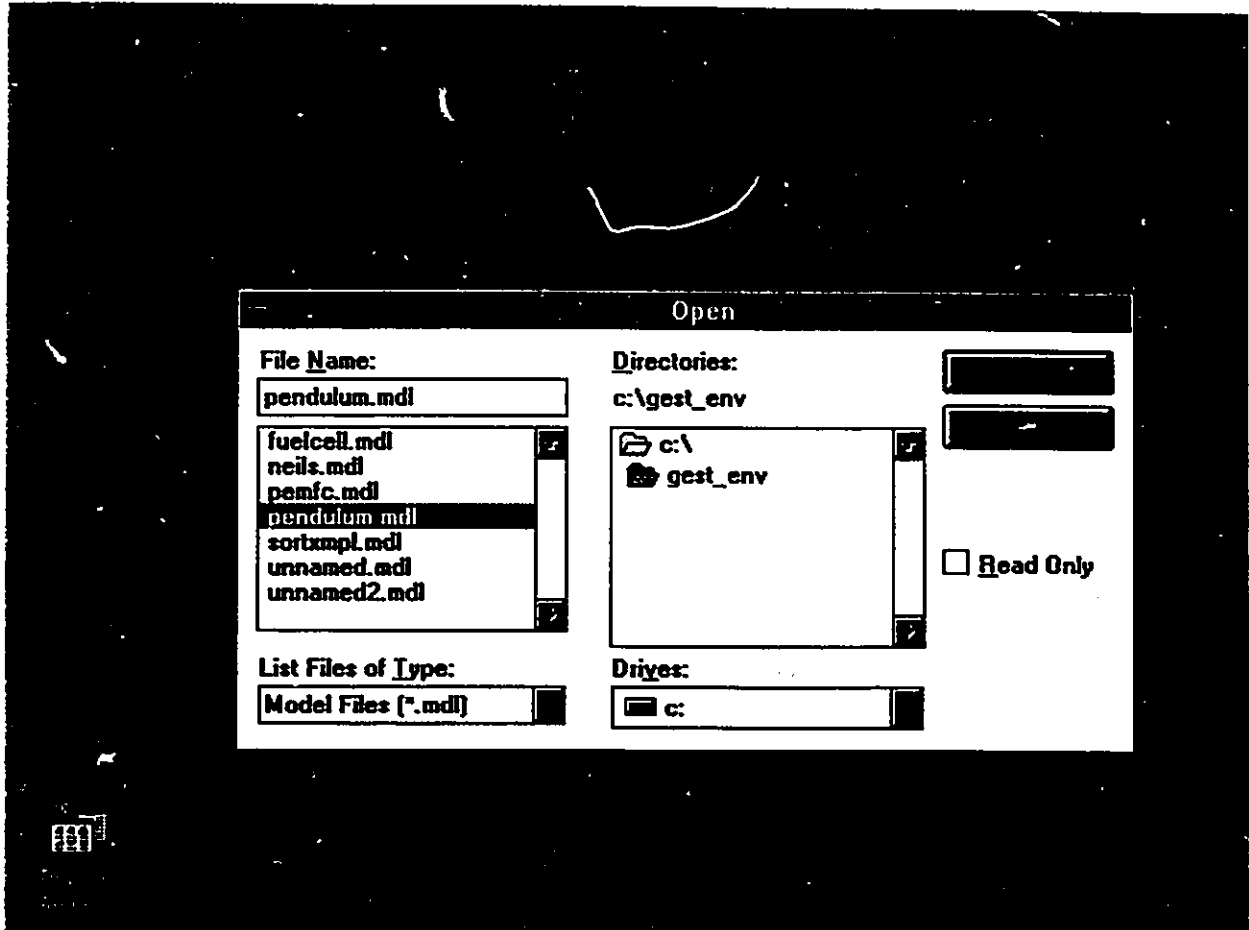 Open
File Name:
pendulum.mdl
fuelcell.mdl
neils.mdl
pemfc.mdl
pendulum.mdl
sortxmpl.mdl
unnamed.mdl
unnamed2.mdl
List Files of Type:
Model Files (*.mdl)
Directories:
c:\gest_env
c:\
gest_env
Drives:
c:
Read Only